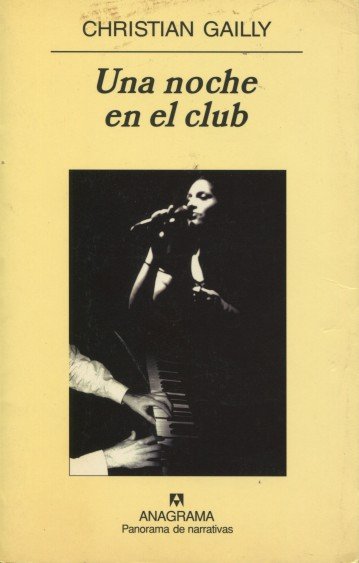 CHRISTIAN GAILLY
Una noche
en el club
ANAGRAMA
Panorama de narrativas